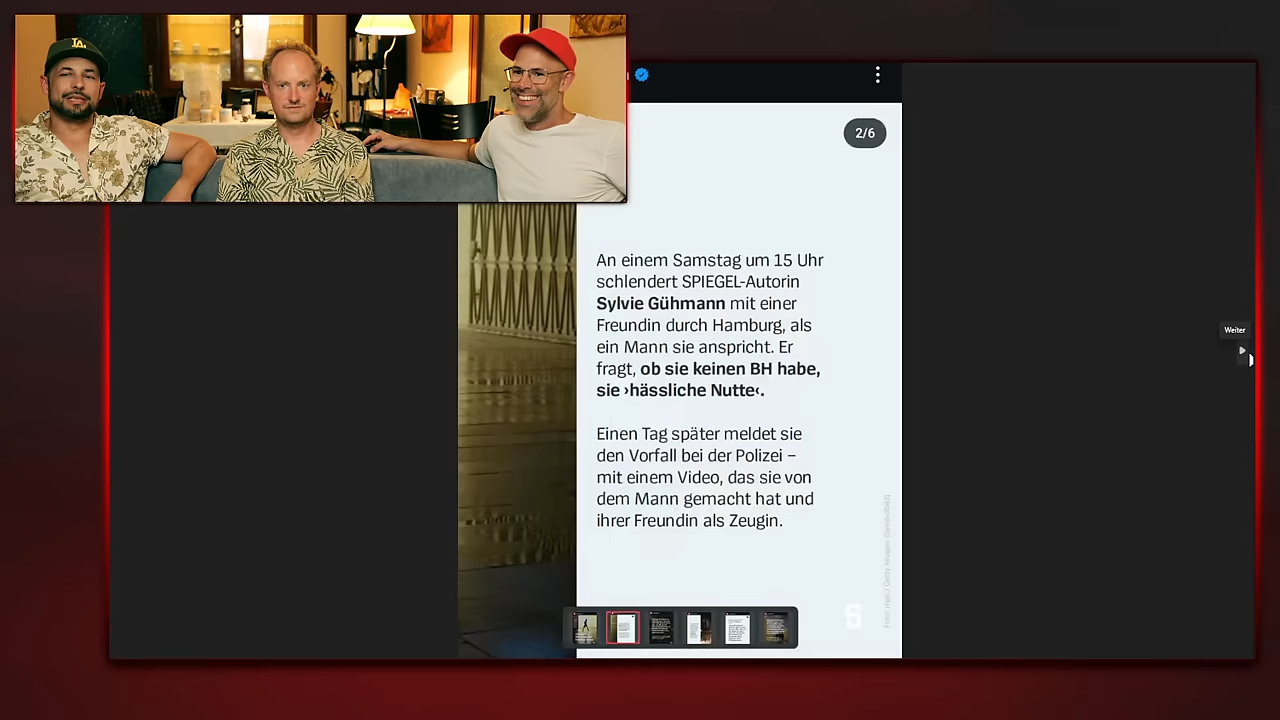 LA
2/6
An einem Samstag um 15 Uhr
schlendert SPIEGEL-Autorin
Sylvie Gühmann mit einer
Freundin durch Hamburg, als
ein Mann sie anspricht. Er
fragt, ob sie keinen BH habe,
sie ›hässliche Nutte‹.
Einen Tag später meldet sie
den Vorfall bei der Polizei –
mit einem Video, das sie von
dem Mann gemacht hat und
ihrer Freundin als Zeugin.
Weiter
S